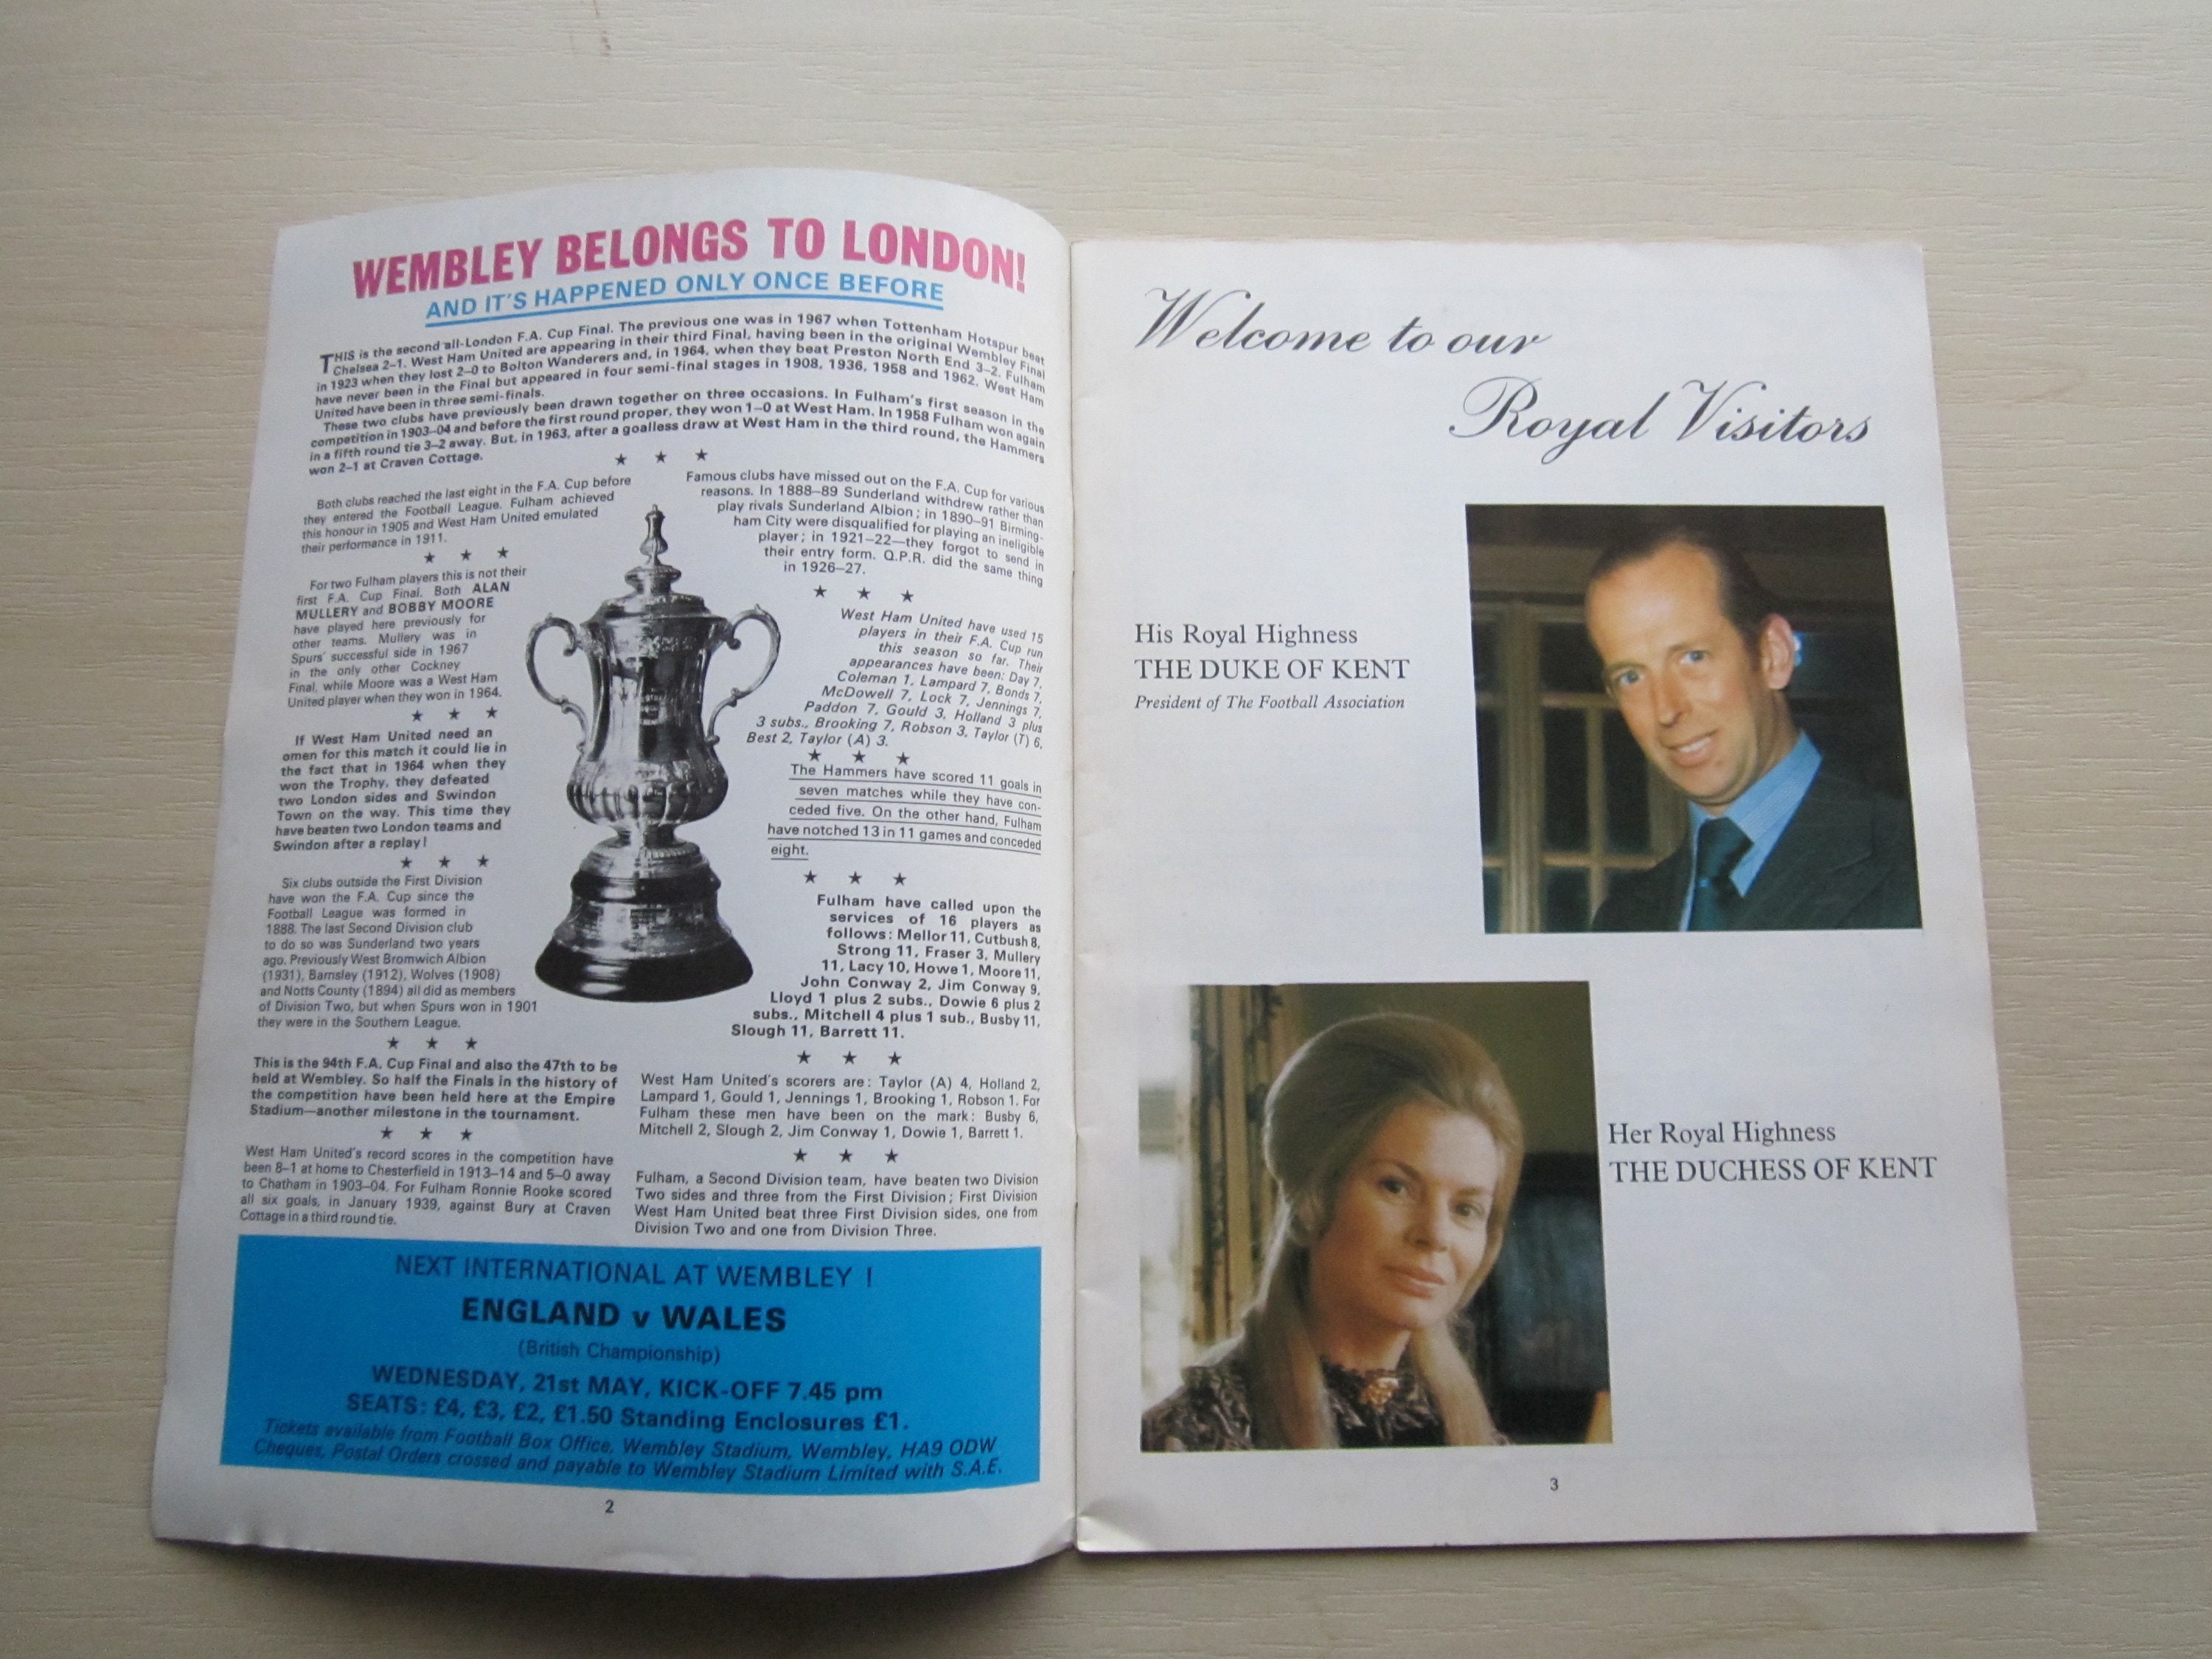 WEMBLEY BELONGS TO LONDON!
AND IT'S HAPPENED ONLY ONCE BEFORE
THIS is the second all-London F.A. Cup Final. The previous one was in 1967 when Tottenham Hotspur beat
Chelsea 2–1. West Ham United are appearing in their third Final, having been in the original Wembley Final
in 1923 when they lost 2–0 to Bolton Wanderers and, in 1964, when they beat Preston North End 3–2. Fulham
have never been in the Final but appeared in four semi-final stages in 1908, 1936, 1958 and 1962. West Ham
United have been in three semi-finals.
These two clubs have previously been drawn together on three occasions. In Fulham's first season in the
competition in 1903–04 and before the first round proper, they won 1–0 at West Ham. In 1958 Fulham won again
in a fifth round tie 3–2 away. But, in 1963, after a goalless draw at West Ham in the third round, the Hammers
won 2–1 at Craven Cottage.
★ ★ ★
Both clubs reached the last eight in the F.A. Cup before
they entered the Football League. Fulham achieved
this honour in 1905 and West Ham United emulated
their performance in 1911.
★ ★ ★
For two Fulham players this is not their
first F.A. Cup Final. Both ALAN
MULLERY and BOBBY MOORE
have played here previously for
other teams. Mullery was in
Spurs' successful side in 1967
in the only other Cockney
Final, while Moore was a West Ham
United player when they won in 1964.
★ ★ ★
If West Ham United need an
omen for this match it could lie in
the fact that in 1964 when they
won the Trophy, they defeated
two London sides and Swindon
Town on the way. This time they
have beaten two London teams and
Swindon after a replay!
★ ★ ★
Six clubs outside the First Division
have won the F.A. Cup since the
Football League was formed in
1888. The last Second Division club
to do so was Sunderland two years
ago. Previously West Bromwich Albion
(1931), Barnsley (1912), Wolves (1908)
and Notts County (1894) all did as members
of Division Two, but when Spurs won in 1901
they were in the Southern League.
★ ★ ★
This is the 94th F.A. Cup Final and also the 47th to be
held at Wembley. So half the Finals in the history of
the competition have been held here at the Empire
Stadium—another milestone in the tournament.
★ ★ ★
West Ham United's record scores in the competition have
been 8–1 at home to Chesterfield in 1913–14 and 5–0 away
to Chatham in 1903–04. For Fulham Ronnie Rooke scored
all six goals, in January 1939, against Bury at Craven
Cottage in a third round tie.
Famous clubs have missed out on the F.A. Cup for various
reasons. In 1888–89 Sunderland withdrew rather than
play rivals Sunderland Albion; in 1890–91 Birming-
ham City were disqualified for playing an ineligible
player; in 1921–22—they forgot to send in
their entry form. Q.P.R. did the same thing
in 1926–27.
★ ★ ★
West Ham United have used 15
players in their F.A. Cup run
this season so far. Their
appearances have been: Day 7,
Coleman 1, Lampard 7, Bonds 7,
McDowell 7, Lock 7, Jennings 7,
Paddon 7, Gould 3, Holland 3 plus
3 subs., Brooking 7, Robson 3, Taylor (T) 6,
Best 2, Taylor (A) 3.
★ ★ ★
The Hammers have scored 11 goals in
seven matches while they have con-
ceded five. On the other hand, Fulham
have notched 13 in 11 games and conceded
eight.
★ ★ ★
Fulham have called upon the
services of 16 players as
follows: Mellor 11, Cutbush 8,
Strong 11, Fraser 3, Mullery
11, Lacy 10, Howe 1, Moore 11,
John Conway 2, Jim Conway 9,
Lloyd 1 plus 2 subs., Dowie 6 plus 2
subs., Mitchell 4 plus 1 sub., Busby 11,
Slough 11, Barrett 11.
★ ★ ★
West Ham United's scorers are: Taylor (A) 4, Holland 2,
Lampard 1, Gould 1, Jennings 1, Brooking 1, Robson 1. For
Fulham these men have been on the mark: Busby 6,
Mitchell 2, Slough 2, Jim Conway 1, Dowie 1, Barrett 1.
★ ★ ★
Fulham, a Second Division team, have beaten two Division
Two sides and three from the First Division; First Division
West Ham United beat three First Division sides, one from
Division Two and one from Division Three.
NEXT INTERNATIONAL AT WEMBLEY !
ENGLAND v WALES
(British Championship)
WEDNESDAY, 21st MAY, KICK-OFF 7.45 pm
SEATS: £4, £3, £2, £1.50 Standing Enclosures £1.
Tickets available from Football Box Office, Wembley Stadium, Wembley, HA9 ODW
Cheques, Postal Orders crossed and payable to Wembley Stadium Limited with S.A.E.
2
Welcome to our
Royal Visitors
His Royal Highness
THE DUKE OF KENT
President of The Football Association
Her Royal Highness
THE DUCHESS OF KENT
3